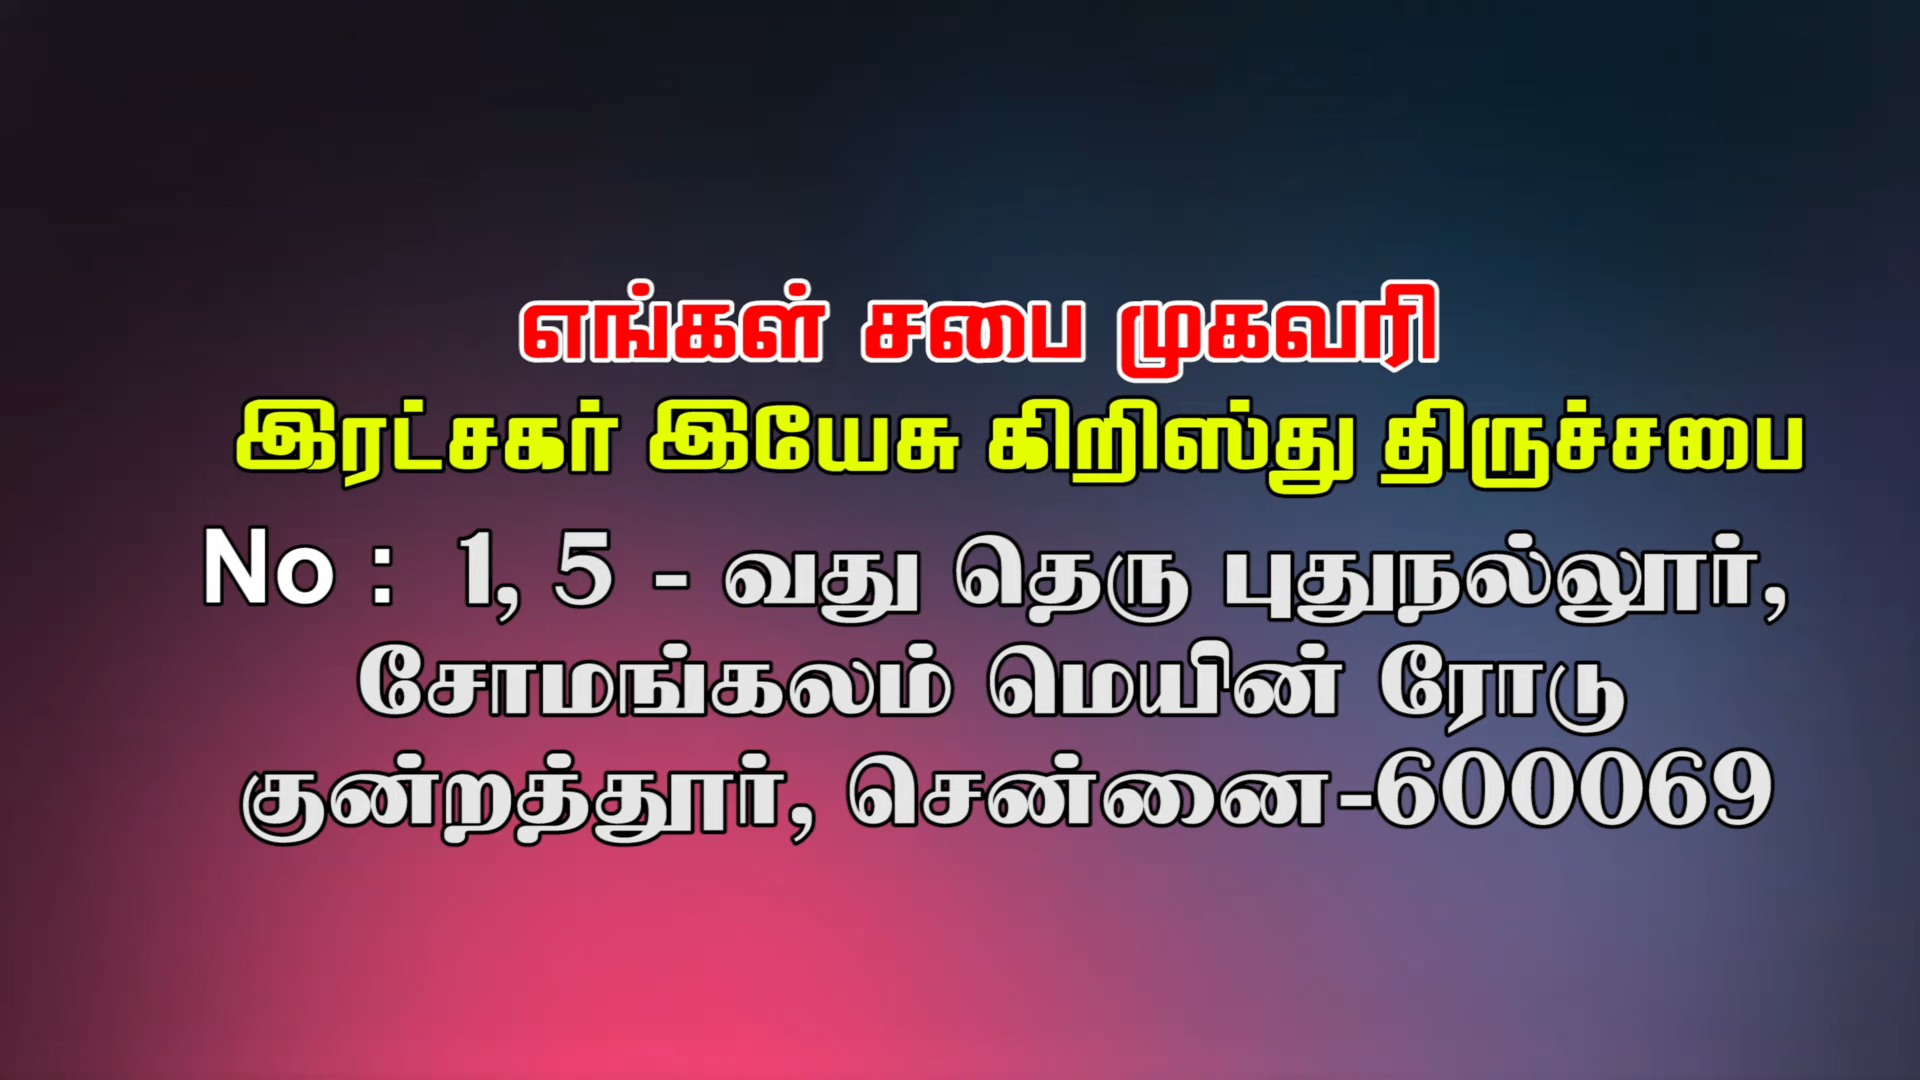 எங்கள் சபை முகவரி
இரட்சகர் இயேசு கிறிஸ்து திருச்சபை
No : 1, 5 - வது தெரு புதுநல்லூர்,
சோமங்கலம் மெயின் ரோடு
குன்றத்தூர், சென்னை-600069